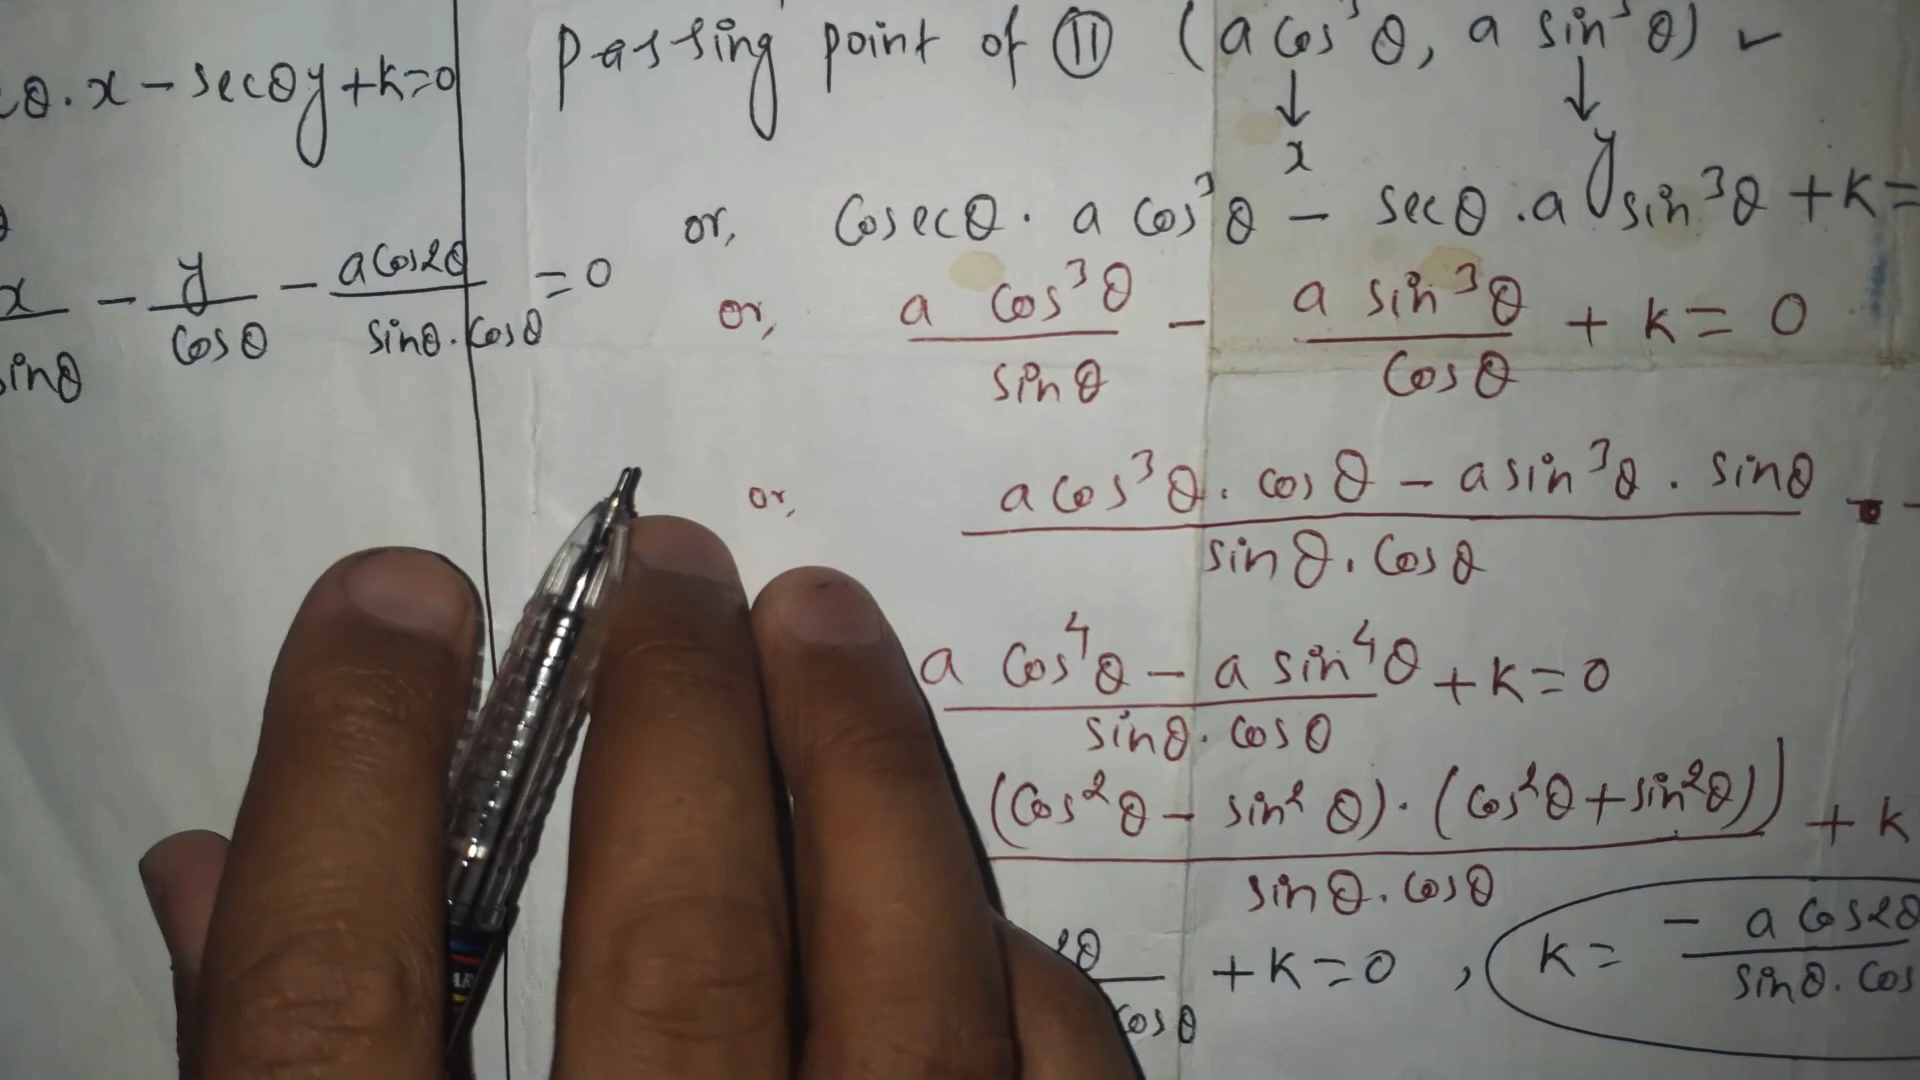 θ.x - secθy + k = 0
x/sinθ - y/cosθ - a cos2θ/sinθ.cosθ = 0
passing point of (11) (a cos³θ, a sin³θ) ✓
↓ ↓
x y
or, cosecθ . a cos³θ - secθ . a sin³θ + k =
or, a cos³θ/sinθ - a sin³θ/cosθ + k = 0
or, a cos³θ . cosθ - a sin³θ . sinθ/sinθ . cosθ
a cos⁴θ - a sin⁴θ/sinθ . cosθ + k = 0
(cos²θ - sin²θ) . (cos²θ + sin²θ))/sinθ . cosθ + k
2θ/cosθ + k = 0 , k = - a cos2θ/sinθ . cos